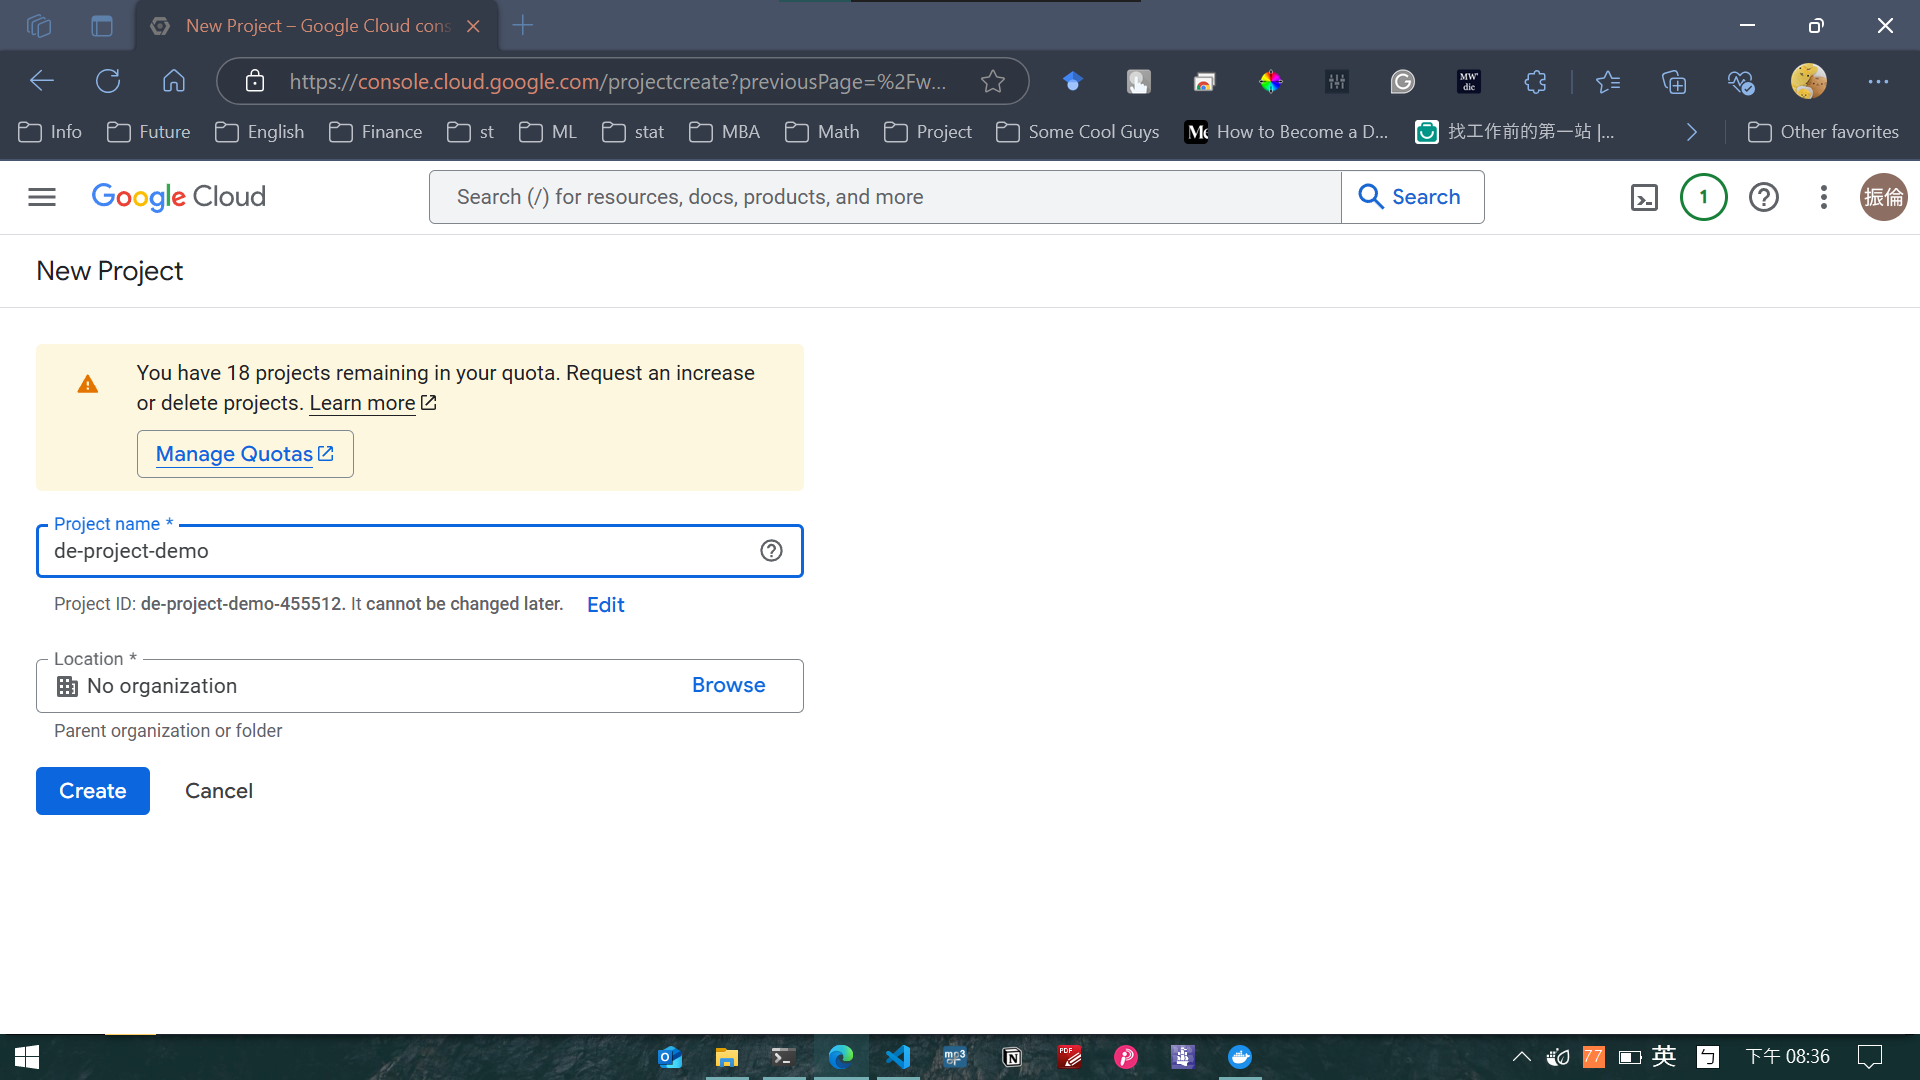 New Project – Google Cloud cons
https://console.cloud.google.com/projectcreate?previousPage=%2Fw...
MW'
dic
Info
Future
English
Finance
st
ML
stat
MBA
Math
Project
Some Cool Guys
How to Become a D...
找工作前的第一站 |...
Other favorites
Google Cloud
Search (/) for resources, docs, products, and more
Search
1
振倫
New Project
You have 18 projects remaining in your quota. Request an increase
or delete projects. Learn more
Manage Quotas
Project name *
de-project-demo
Project ID: de-project-demo-455512. It cannot be changed later. Edit
Location *
No organization
Browse
Parent organization or folder
Create
Cancel
mp3
PDF
77
英
ㄅ
下午 08:36